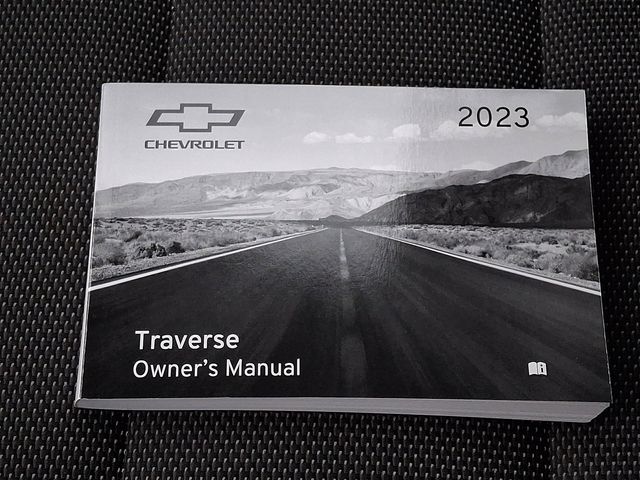 2023
CHEVROLET
Traverse
Owner's Manual